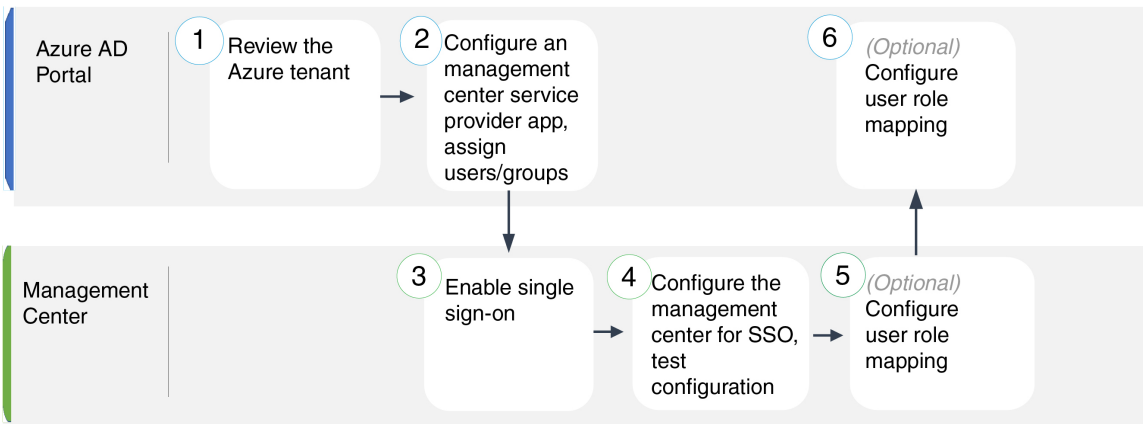 Azure AD
Portal
1
Review the
Azure tenant
2
Configure an
management
center service
provider app,
assign
users/groups
6
(Optional)
Configure
user role
mapping
Management
Center
3
Enable single
sign-on
4
Configure the
management
center for SSO,
test
configuration
5
(Optional)
Configure
user role
mapping